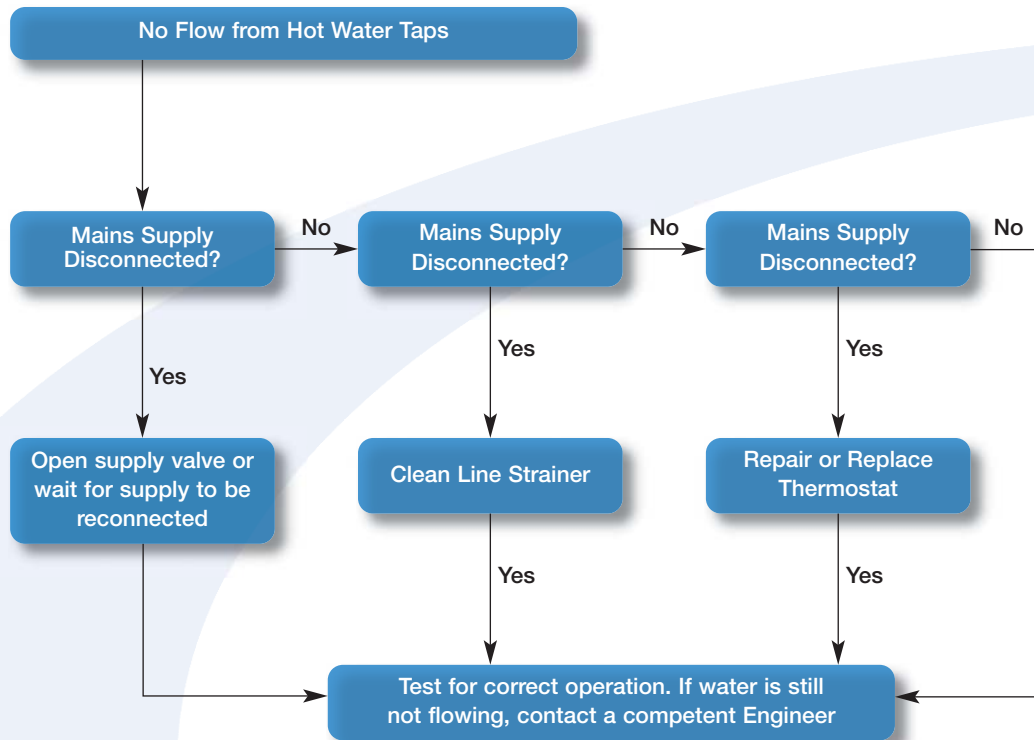 No Flow from Hot Water Taps
Mains Supply
Disconnected?
No
Mains Supply
Disconnected?
No
Mains Supply
Disconnected?
No
Yes
Yes
Yes
Open supply valve or
wait for supply to be
reconnected
Clean Line Strainer
Repair or Replace
Thermostat
Yes
Yes
Test for correct operation. If water is still
not flowing, contact a competent Engineer